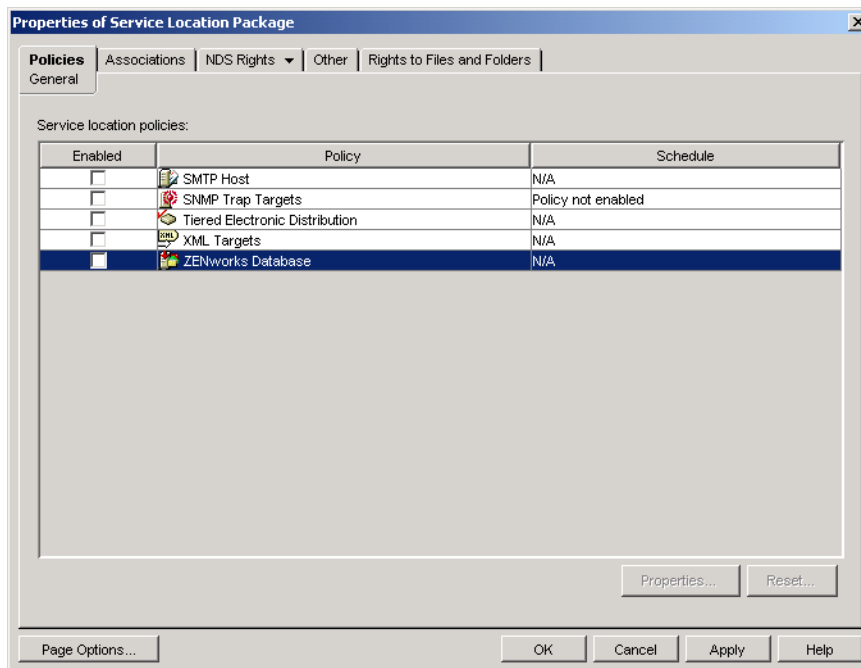 Properties of Service Location Package
Policies Associations NDS Rights Other Rights to Files and Folders
General
Service location policies:
Enabled Policy Schedule
SMTP Host N/A
SNMP Trap Targets Policy not enabled
Tiered Electronic Distribution N/A
XML XML Targets N/A
ZENworks Database N/A
Properties... Reset...
Page Options... OK Cancel Apply Help